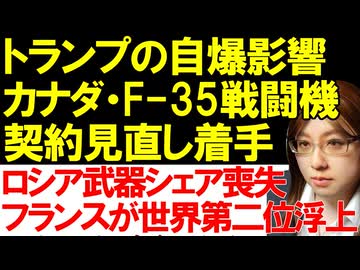 トランプの自爆影響
カナダ・F-35戦闘機
契約見直し着手
ロシア武器シェア喪失
フランスが世界第二位浮上